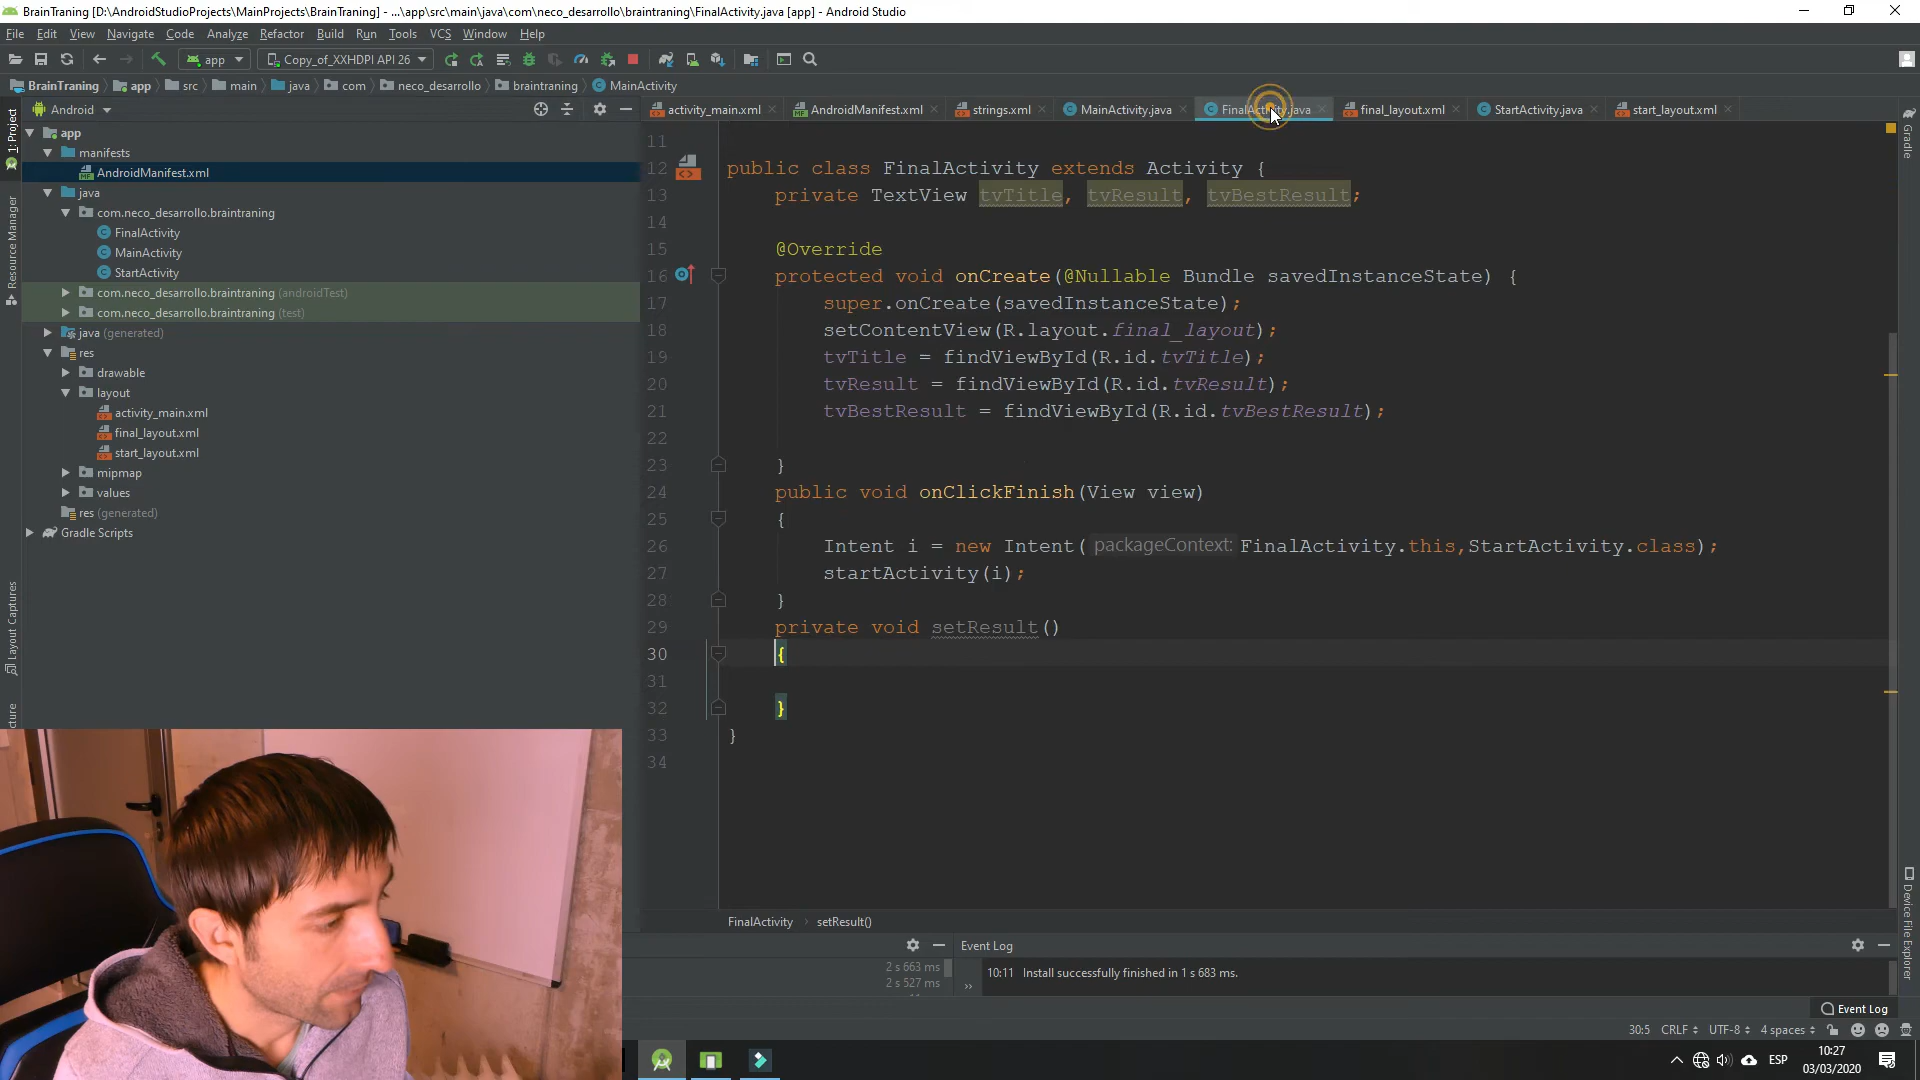 BrainTraning [D:\AndroidStudioProjects\MainProjects\BrainTraning] - ...\app\src\main\java\com\neco_desarrollo\braintraning\FinalActivity.java [app] - Android Studio
File Edit View Navigate Code Analyze Refactor Build Run Tools VCS Window Help
app Copy_of_XXHDPI API 26
BrainTraning app src main java com neco_desarrollo braintraning MainActivity
Android
activity_main.xml AndroidManifest.xml strings.xml MainActivity.java FinalActivity.java final_layout.xml StartActivity.java start_layout.xml
1: Project
Resource Manager
Layout Captures
Gradle
Device File Explorer
app
manifests
AndroidManifest.xml
java
com.neco_desarrollo.braintraning
FinalActivity
MainActivity
StartActivity
com.neco_desarrollo.braintraning (androidTest)
com.neco_desarrollo.braintraning (test)
java (generated)
res
drawable
layout
activity_main.xml
final_layout.xml
start_layout.xml
mipmap
values
res (generated)
Gradle Scripts
11
12 public class FinalActivity extends Activity {
13 private TextView tvTitle, tvResult, tvBestResult;
14
15 @Override
16 protected void onCreate(@Nullable Bundle savedInstanceState) {
17 super.onCreate(savedInstanceState);
18 setContentView(R.layout.final_layout);
19 tvTitle = findViewById(R.id.tvTitle);
20 tvResult = findViewById(R.id.tvResult);
21 tvBestResult = findViewById(R.id.tvBestResult);
22
23 }
24 public void onClickFinish(View view)
25 {
26 Intent i = new Intent( packageContext: FinalActivity.this,StartActivity.class);
27 startActivity(i);
28 }
29 private void setResult()
30 {
31
32 }
33 }
34
FinalActivity › setResult()
Event Log
2 s 663 ms
2 s 527 ms
10:11 Install successfully finished in 1 s 683 ms.
Event Log
30:5 CRLF UTF-8 4 spaces
ESP
10:27
03/03/2020